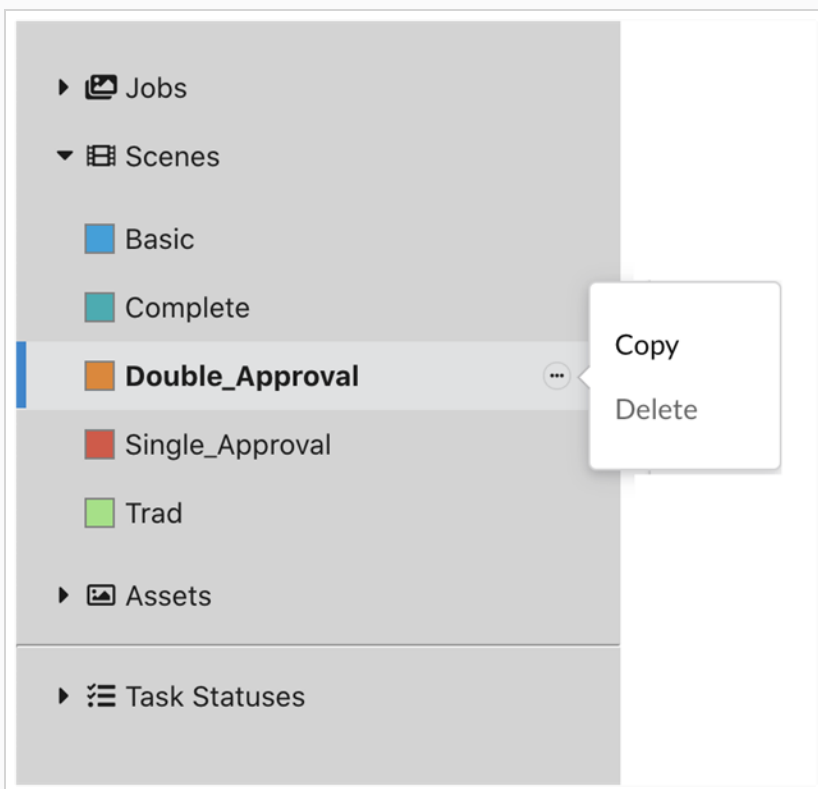 Jobs
Scenes
Basic
Complete
Double_Approval
Copy
Delete
Single_Approval
Trad
Assets
Task Statuses